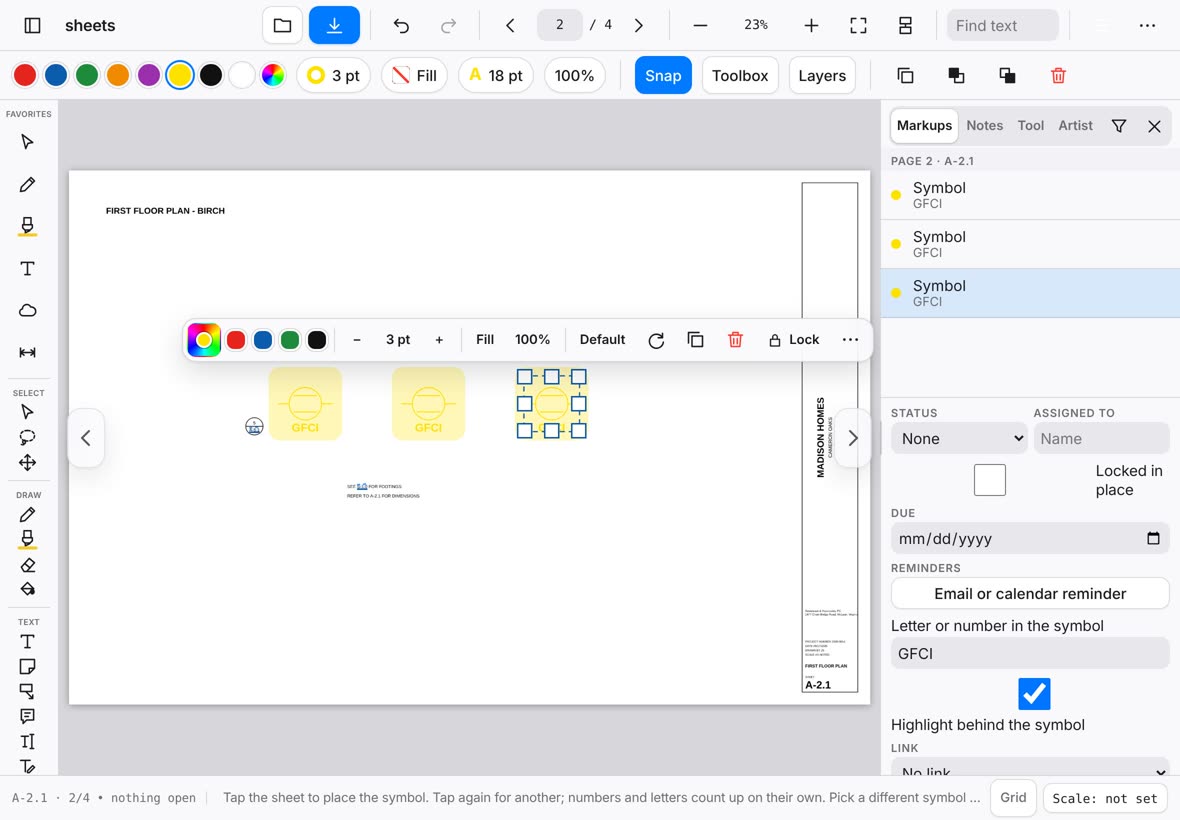 sheets
2 / 4
23%
Find text
3 pt
Fill
A 18 pt
100%
Snap
Toolbox
Layers
FAVORITES
SELECT
DRAW
TEXT
FIRST FLOOR PLAN - BIRCH
− 3 pt +
Fill
100%
Default
Lock
GFCI
GFCI
SEE
FOR FOOTINGS
REFER TO A-2.1 FOR DIMENSIONS
MADISON HOMES
CAMERON OAKS
FIRST FLOOR PLAN
A-2.1
Markups
Notes
Tool
Artist
PAGE 2 · A-2.1
Symbol
GFCI
Symbol
GFCI
Symbol
GFCI
STATUS
ASSIGNED TO
None
Name
Locked in
place
DUE
mm/dd/yyyy
REMINDERS
Email or calendar reminder
Letter or number in the symbol
GFCI
Highlight behind the symbol
LINK
No link
A-2.1 · 2/4 • nothing open
Tap the sheet to place the symbol. Tap again for another; numbers and letters count up on their own. Pick a different symbol ...
Grid
Scale: not set